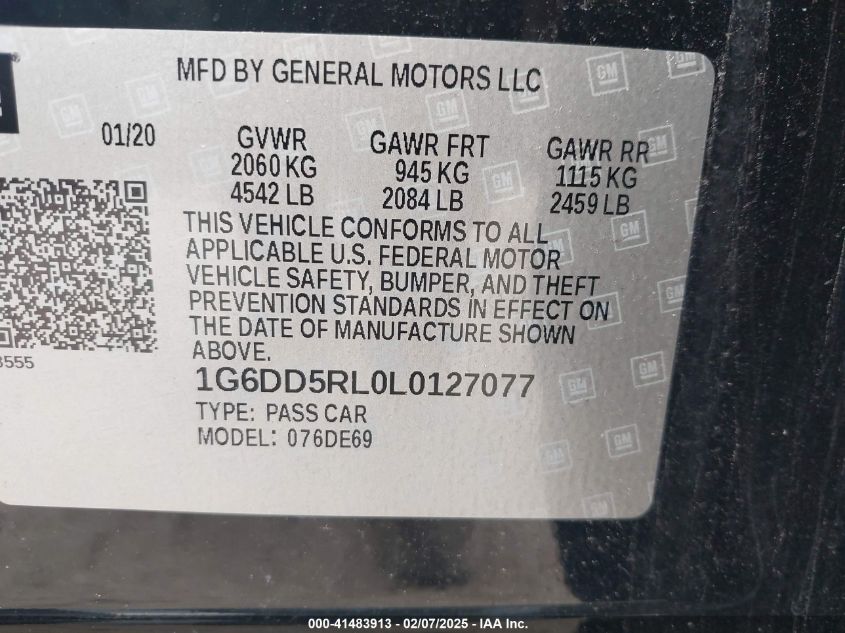 MFD BY GENERAL MOTORS LLC
01/20
GVWR
2060 KG
4542 LB
GAWR FRT
945 KG
2084 LB
GAWR RR
1115 KG
2459 LB
THIS VEHICLE CONFORMS TO ALL
APPLICABLE U.S. FEDERAL MOTOR
VEHICLE SAFETY, BUMPER, AND THEFT
PREVENTION STANDARDS IN EFFECT ON
THE DATE OF MANUFACTURE SHOWN
ABOVE.
3555
1G6DD5RL0L0127077
TYPE: PASS CAR
MODEL: 076DE69
GM
000-41483913 - 02/07/2025 - IAA Inc.